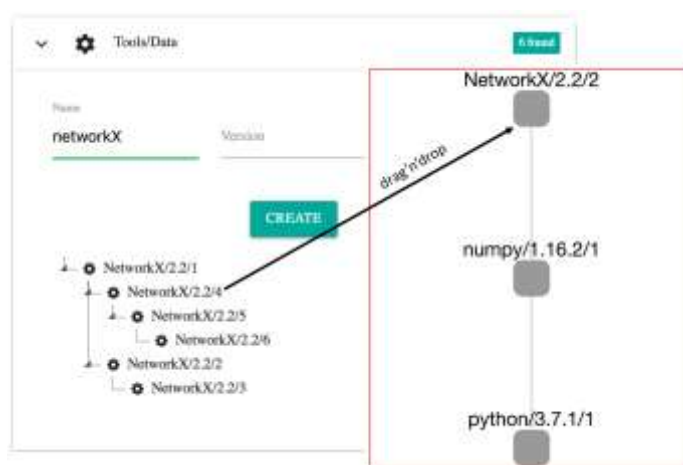 Tools/Data
6 found
Name
networkX
Version
CREATE
NetworkX/2.2/1
NetworkX/2.2/4
NetworkX/2.2/5
NetworkX/2.2/6
NetworkX/2.2/2
NetworkX/2.2/3
drag'n'drop
NetworkX/2.2/2
numpy/1.16.2/1
python/3.7.1/1